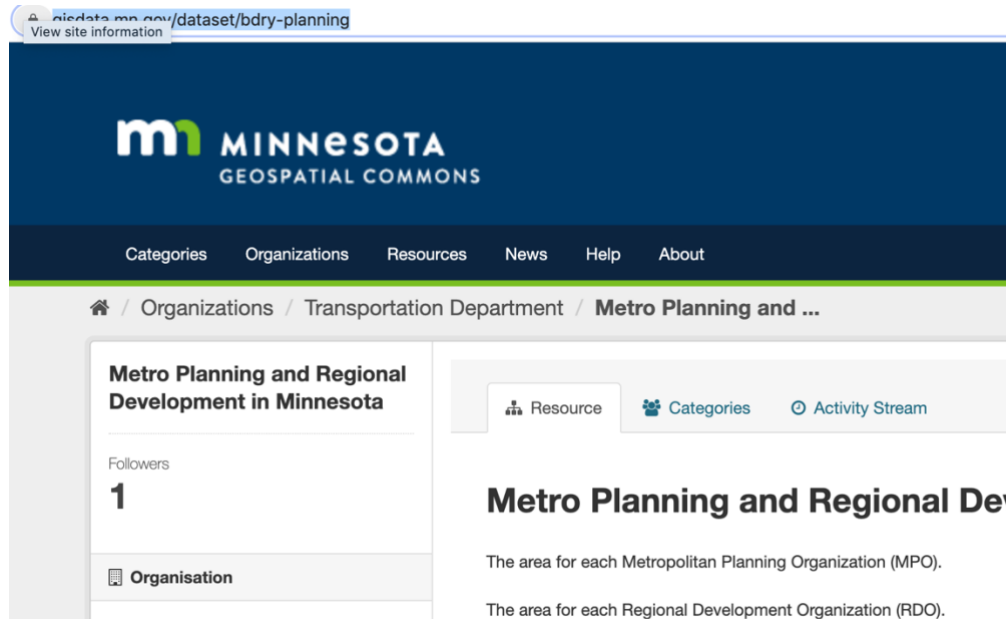 gisdata.mn.gov/dataset/bdry-planning
View site information
mn MINNesOTA
GEOSPATIAL COMMONS
Categories Organizations Resources News Help About
/ Organizations / Transportation Department / Metro Planning and ...
Metro Planning and Regional
Development in Minnesota
Followers
1
Organisation
Resource Categories Activity Stream
Metro Planning and Regional De
The area for each Metropolitan Planning Organization (MPO).
The area for each Regional Development Organization (RDO).